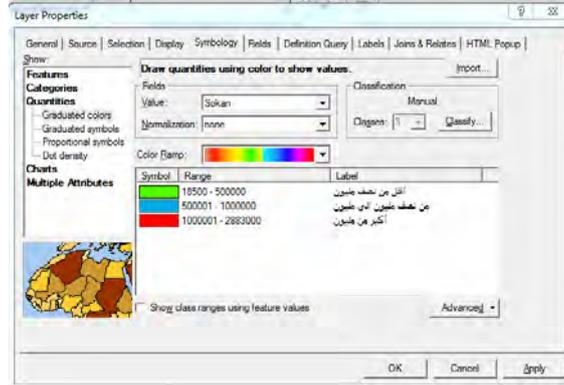 Layer Properties
General | Source | Selection | Display | Symbology | Fields | Definition Query | Labels | Joins & Relates | HTML Popup
Show:
Features
Categories
Quantities
Graduated colors
Graduated symbols
Proportional symbols
Dot density
Charts
Multiple Attributes
Draw quantities using color to show values.
Import...
Fields
Value: Sokan
Normalization: none
Classification
Manual
Classes: 3
Classify...
Color Ramp:
Symbol Range Label
18500 - 500000 اقل من نصف مليون
500001 - 1000000 من نصف مليون الى مليون
1000001 - 2883000 أكبر من مليون
Show class ranges using feature values
Advanced
OK Cancel Apply